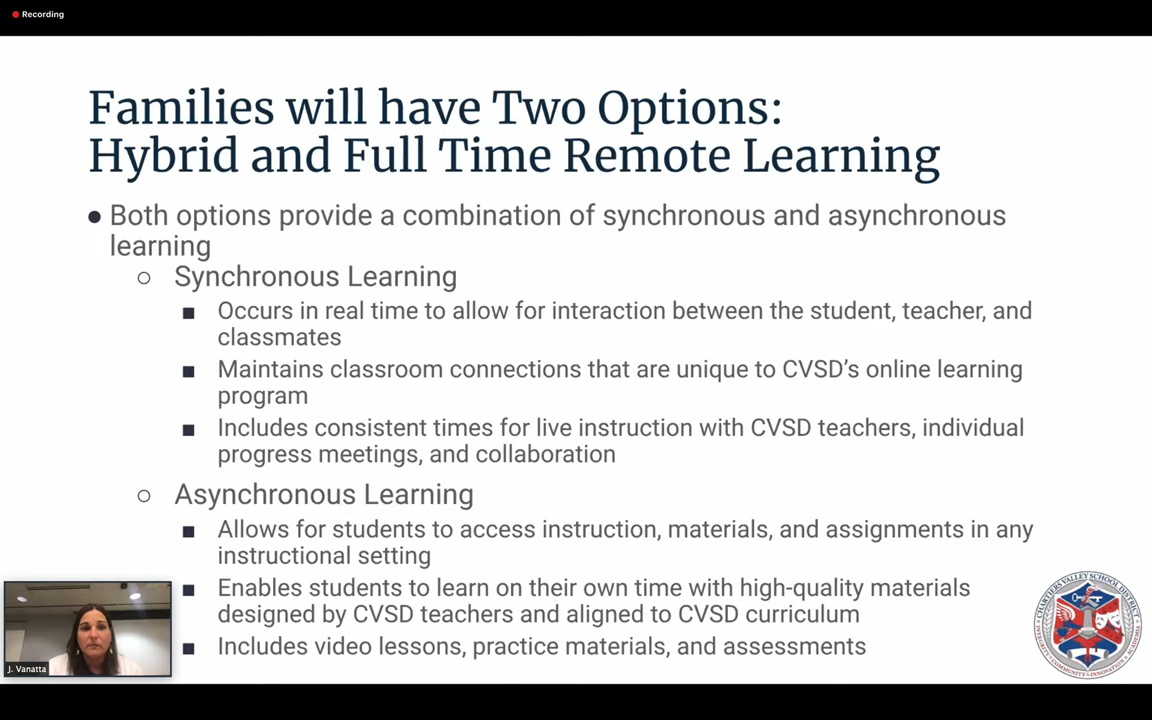 Recording
Families will have Two Options:
Hybrid and Full Time Remote Learning
● Both options provide a combination of synchronous and asynchronous
learning
○ Synchronous Learning
■ Occurs in real time to allow for interaction between the student, teacher, and
classmates
■ Maintains classroom connections that are unique to CVSD's online learning
program
■ Includes consistent times for live instruction with CVSD teachers, individual
progress meetings, and collaboration
○ Asynchronous Learning
■ Allows for students to access instruction, materials, and assignments in any
instructional setting
■ Enables students to learn on their own time with high-quality materials
designed by CVSD teachers and aligned to CVSD curriculum
■ Includes video lessons, practice materials, and assessments
J. Vanatta
CHARTIERS VALLEY SCHOOL DISTRICT
INTEGRITY COMMUNITY INNOVATION ACADEMICS